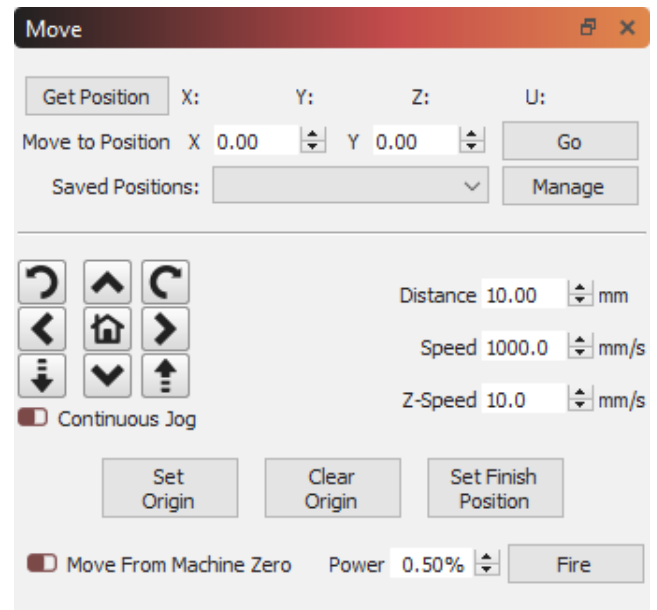 Move
Get Position X: Y: Z: U:
Move to Position X 0.00 Y 0.00 Go
Saved Positions: Manage
Distance 10.00 mm
Speed 1000.0 mm/s
Z-Speed 10.0 mm/s
Continuous Jog
Set Origin Clear Origin Set Finish Position
Move From Machine Zero Power 0.50% Fire